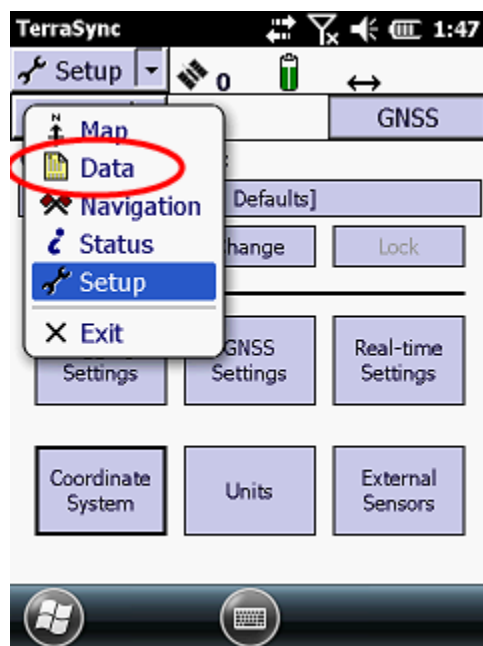 TerraSync 1:47
Setup 0
Map GNSS
Data
Navigation Defaults]
Status hange Lock
Setup
Exit
Settings
GNSS
Settings
Real-time
Settings
Coordinate
System
Units
External
Sensors